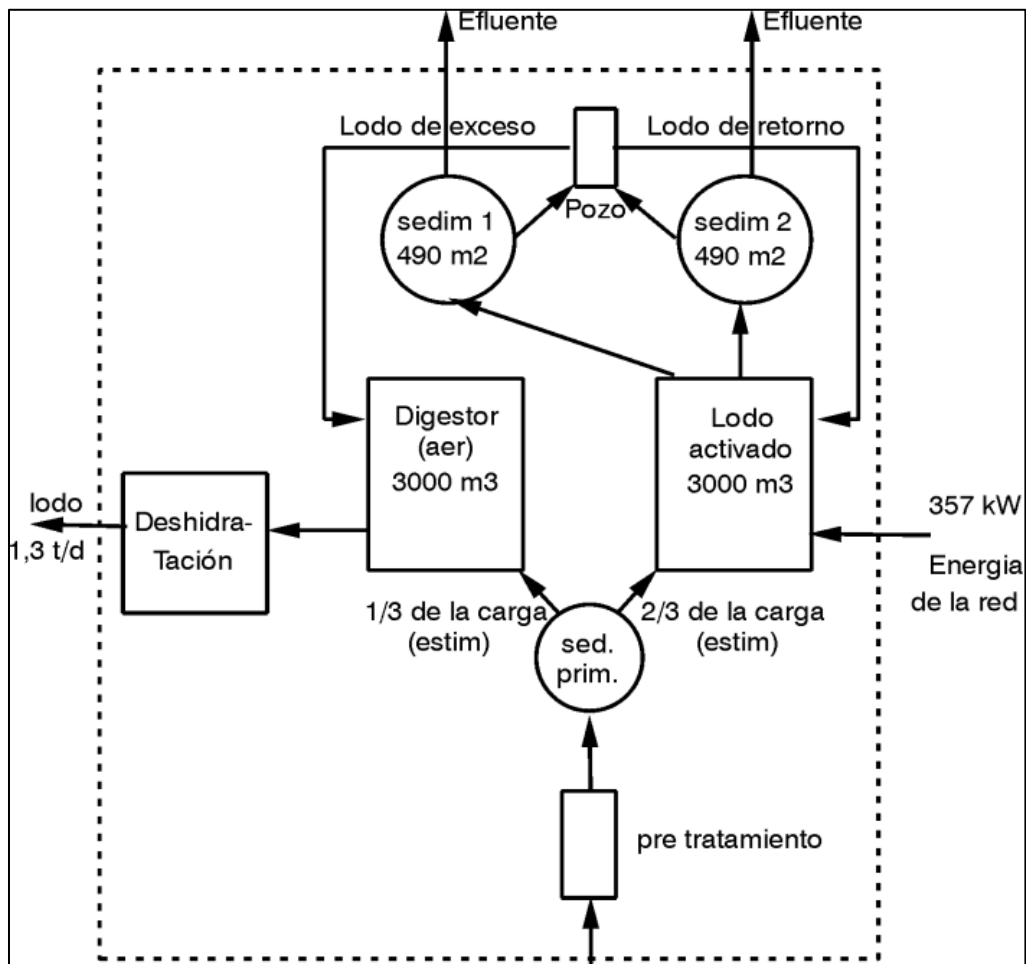 Efluente
Efluente
Lodo de exceso
Lodo de retorno
Pozo
sedim 1
490 m2
sedim 2
490 m2
Digestor
(aer)
3000 m3
Lodo
activado
3000 m3
lodo
1,3 t/d
Deshidra-
Tación
357 kW
Energia
de la red
1/3 de la carga
(estim)
2/3 de la carga
(estim)
sed.
prim.
pre tratamiento